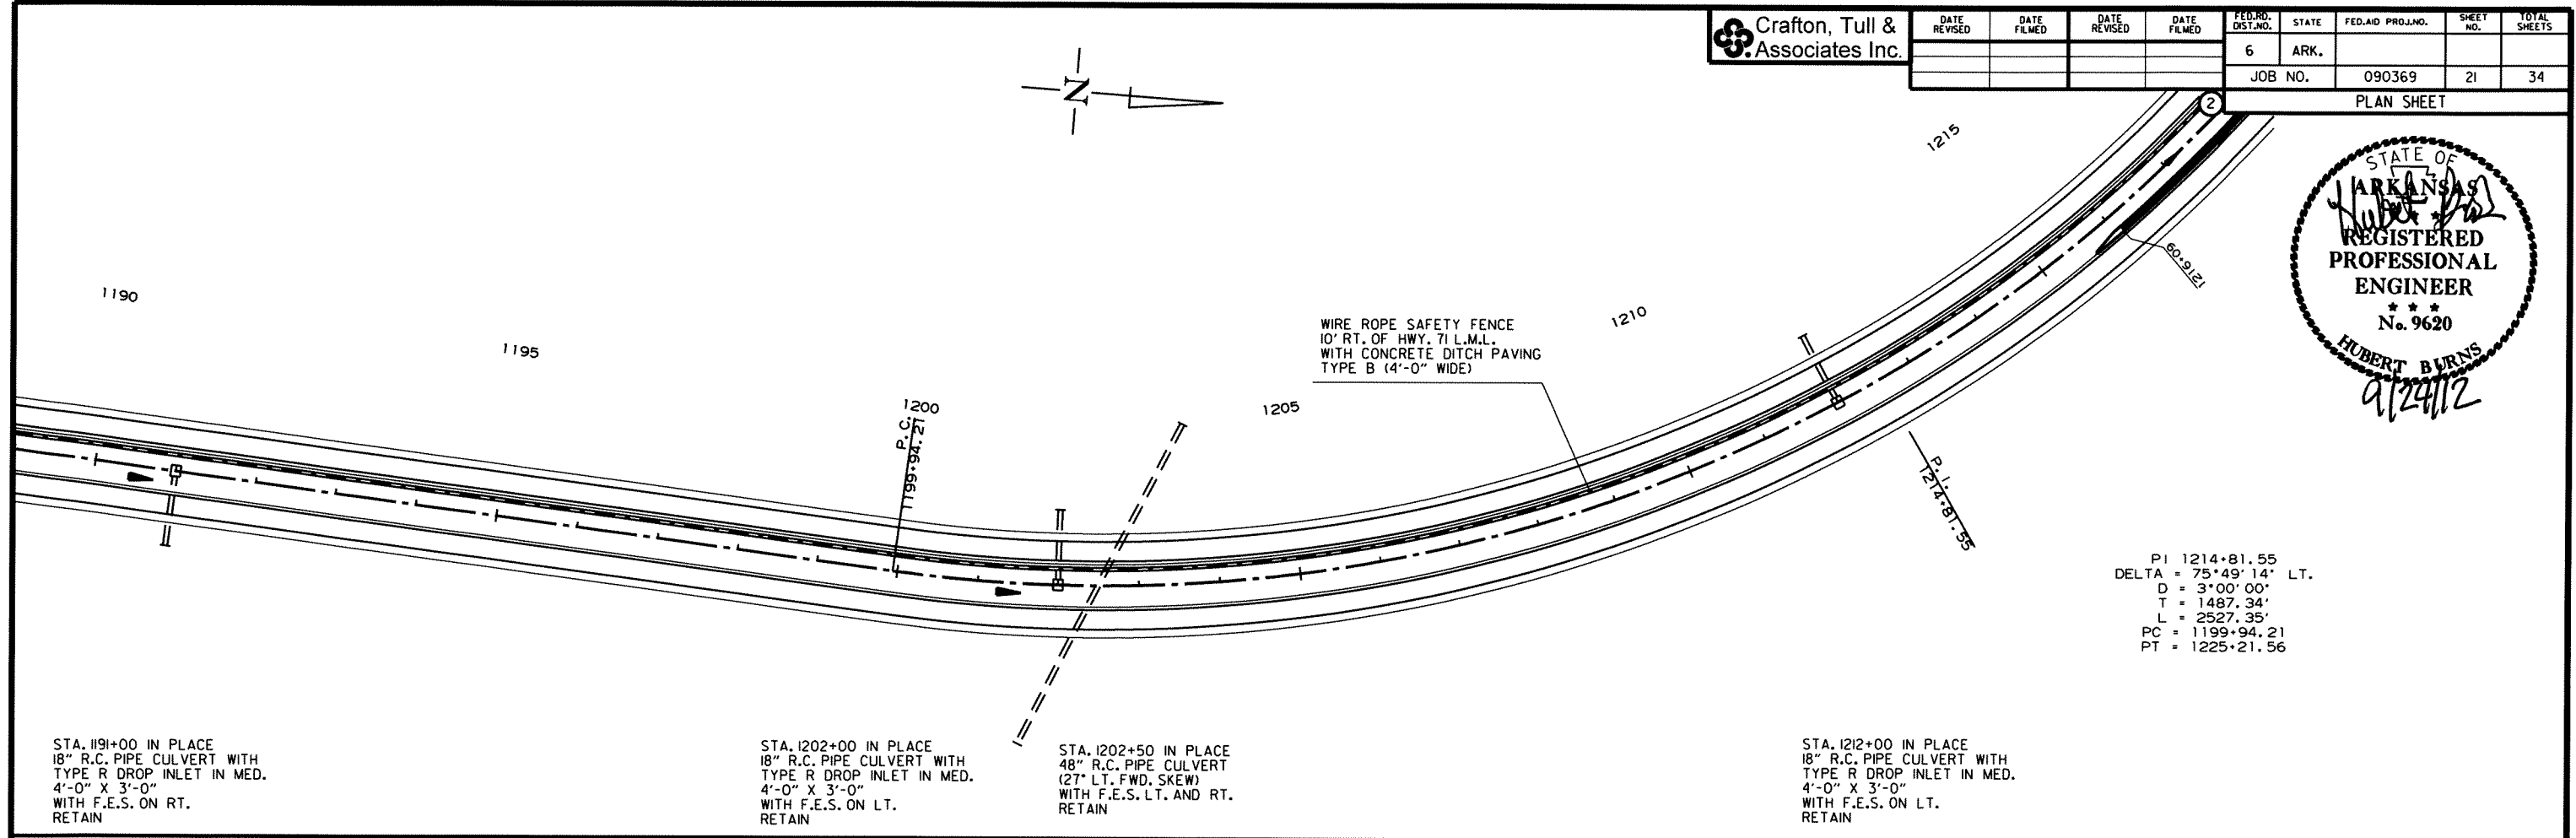 Crafton, Tull &
Associates Inc.
DATE REVISED
DATE FILMED
DATE REVISED
DATE FILMED
FED.RD. DIST.NO.
STATE
FED.AID PROJ.NO.
SHEET NO.
TOTAL SHEETS
6
ARK.
JOB NO.
090369
21
34
2
PLAN SHEET
N
STATE OF
ARKANSAS
★ ★
REGISTERED
PROFESSIONAL
ENGINEER
★ ★ ★
No. 9620
HUBERT BURNS
9/24/12
1190
1195
1200
P.C.
1199+94.21
1205
1210
1215
1216+09
WIRE ROPE SAFETY FENCE
10' RT. OF HWY. 71 L.M.L.
WITH CONCRETE DITCH PAVING
TYPE B (4'-0" WIDE)
P.I.
1214+81.55
PI 1214+81.55
DELTA = 75°49'14" LT.
D = 3°00'00"
T = 1487.34'
L = 2527.35'
PC = 1199+94.21
PT = 1225+21.56
STA. 1191+00 IN PLACE
18" R.C. PIPE CULVERT WITH
TYPE R DROP INLET IN MED.
4'-0" X 3'-0"
WITH F.E.S. ON RT.
RETAIN
STA. 1202+00 IN PLACE
18" R.C. PIPE CULVERT WITH
TYPE R DROP INLET IN MED.
4'-0" X 3'-0"
WITH F.E.S. ON LT.
RETAIN
STA. 1202+50 IN PLACE
48" R.C. PIPE CULVERT
(27° LT. FWD. SKEW)
WITH F.E.S. LT. AND RT.
RETAIN
STA. 1212+00 IN PLACE
18" R.C. PIPE CULVERT WITH
TYPE R DROP INLET IN MED.
4'-0" X 3'-0"
WITH F.E.S. ON LT.
RETAIN